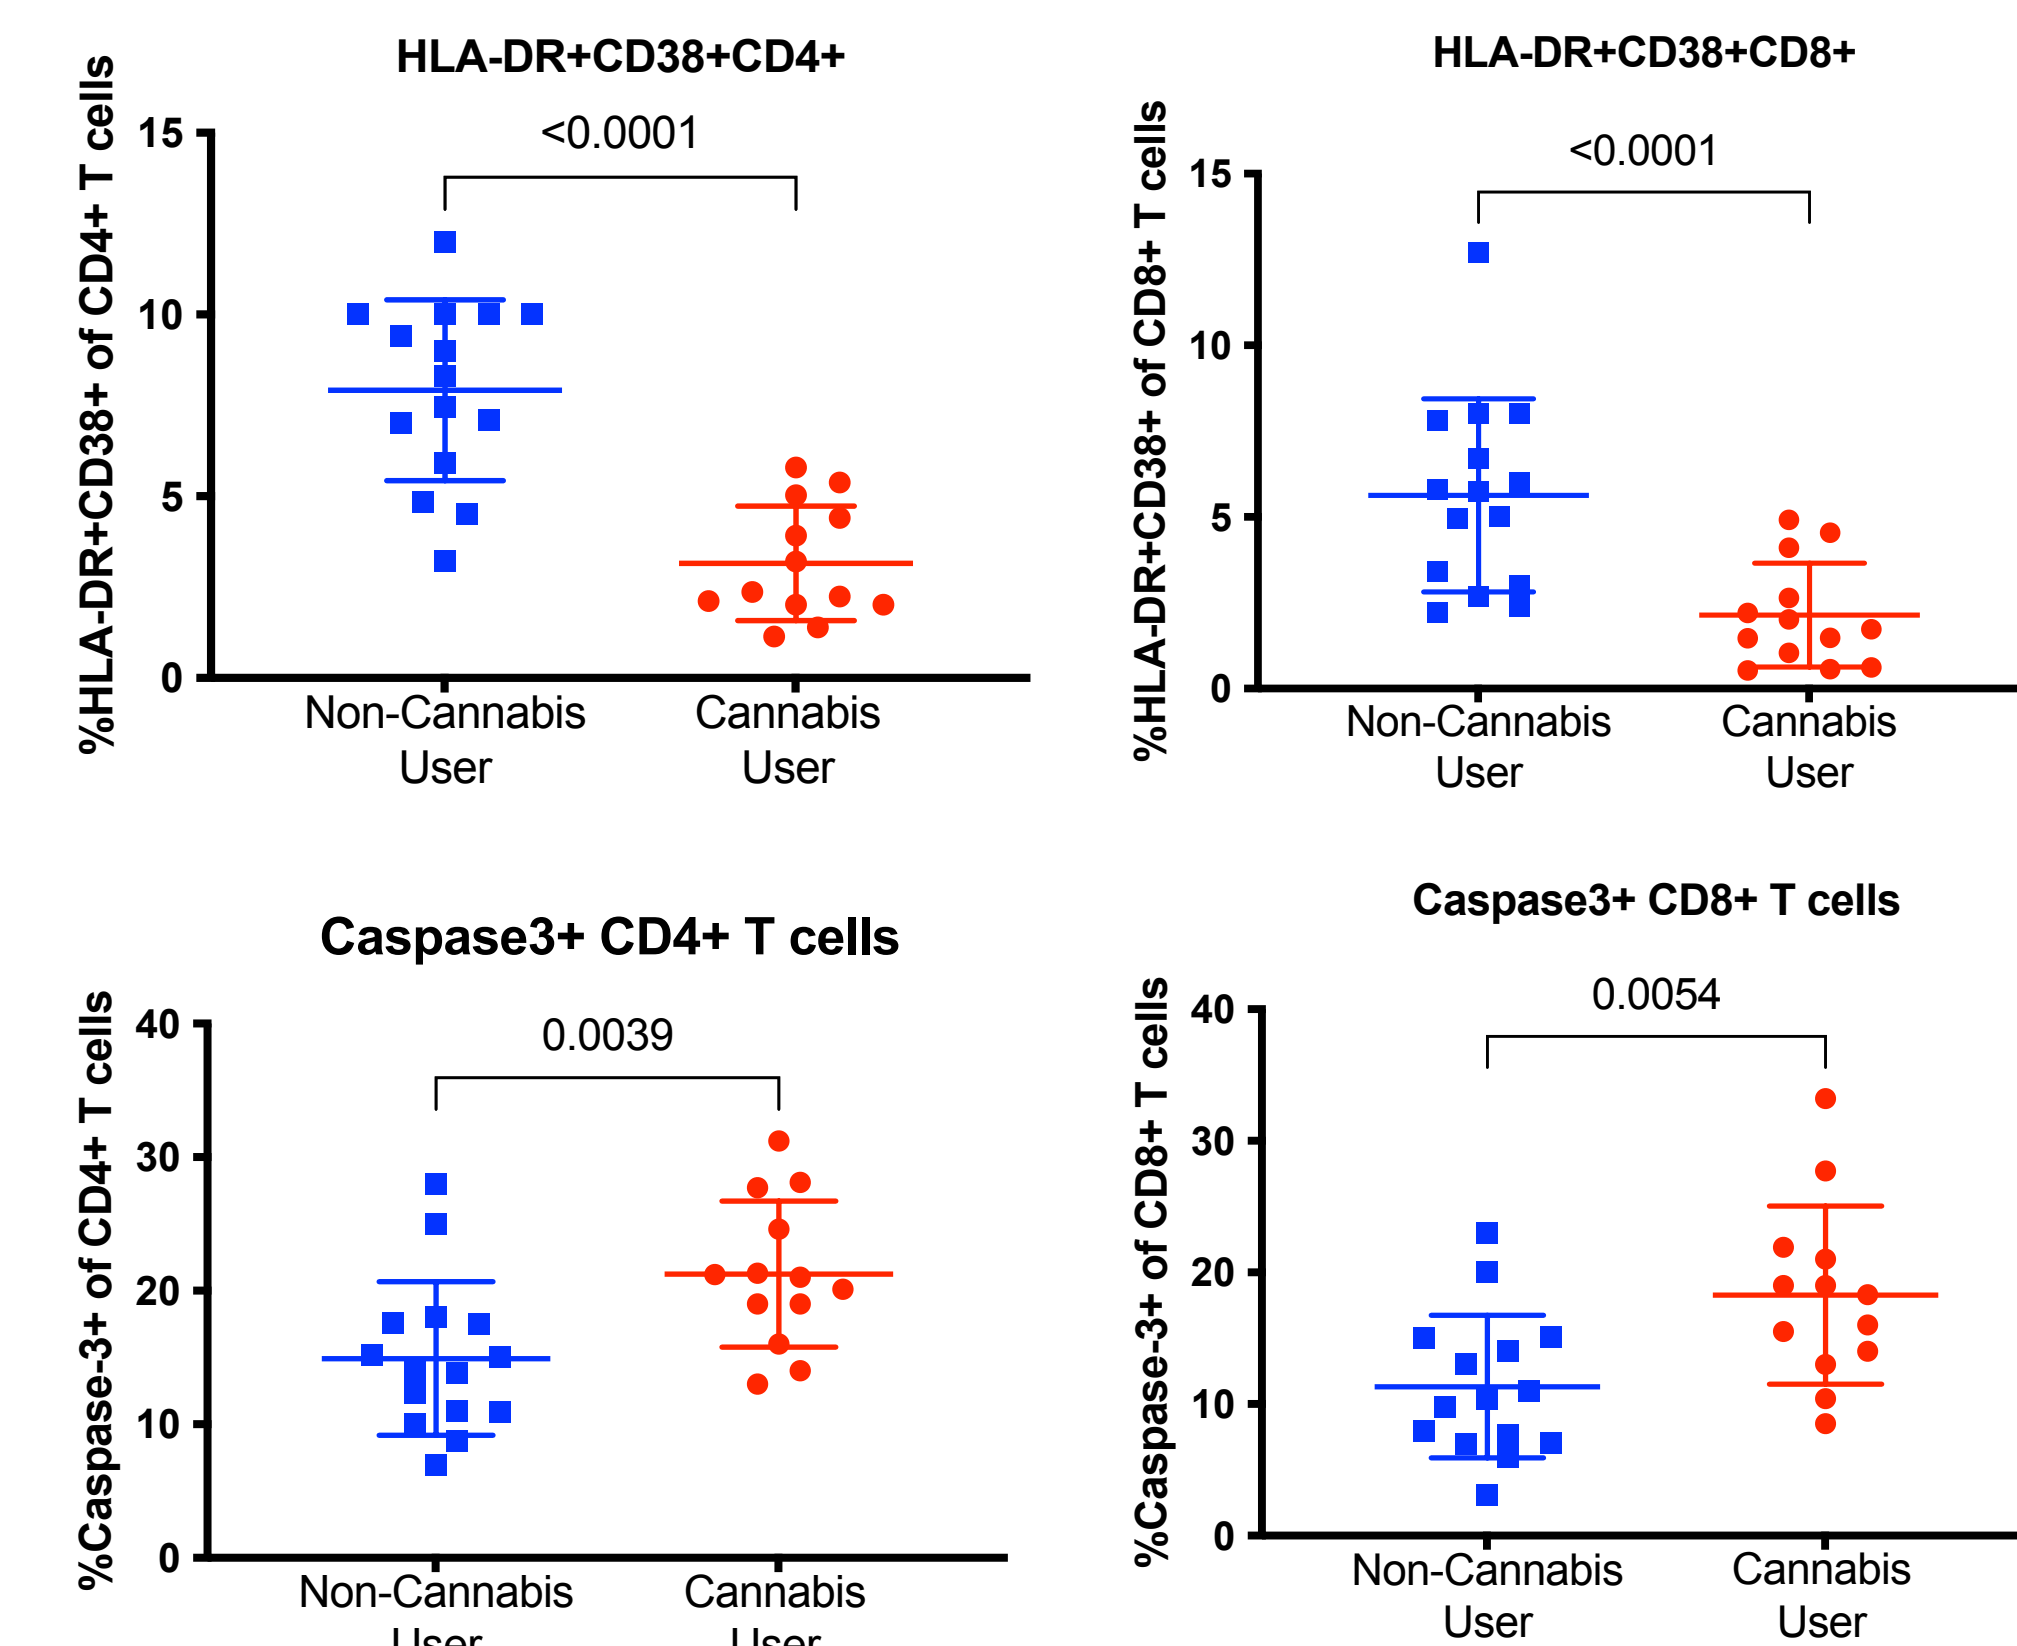 HLA-DR+CD38+CD4+
%HLA-DR+CD38+ of CD4+ T cells
15
10
5
0
<0.0001
Non-Cannabis
User
Cannabis
User
HLA-DR+CD38+CD8+
%HLA-DR+CD38+ of CD8+ T cells
15
10
5
0
<0.0001
Non-Cannabis
User
Cannabis
User
Caspase3+ CD4+ T cells
%Caspase-3+ of CD4+ T cells
40
30
20
10
0
0.0039
Non-Cannabis
User
Cannabis
User
Caspase3+ CD8+ T cells
%Caspase-3+ of CD8+ T cells
40
30
20
10
0
0.0054
Non-Cannabis
User
Cannabis
User